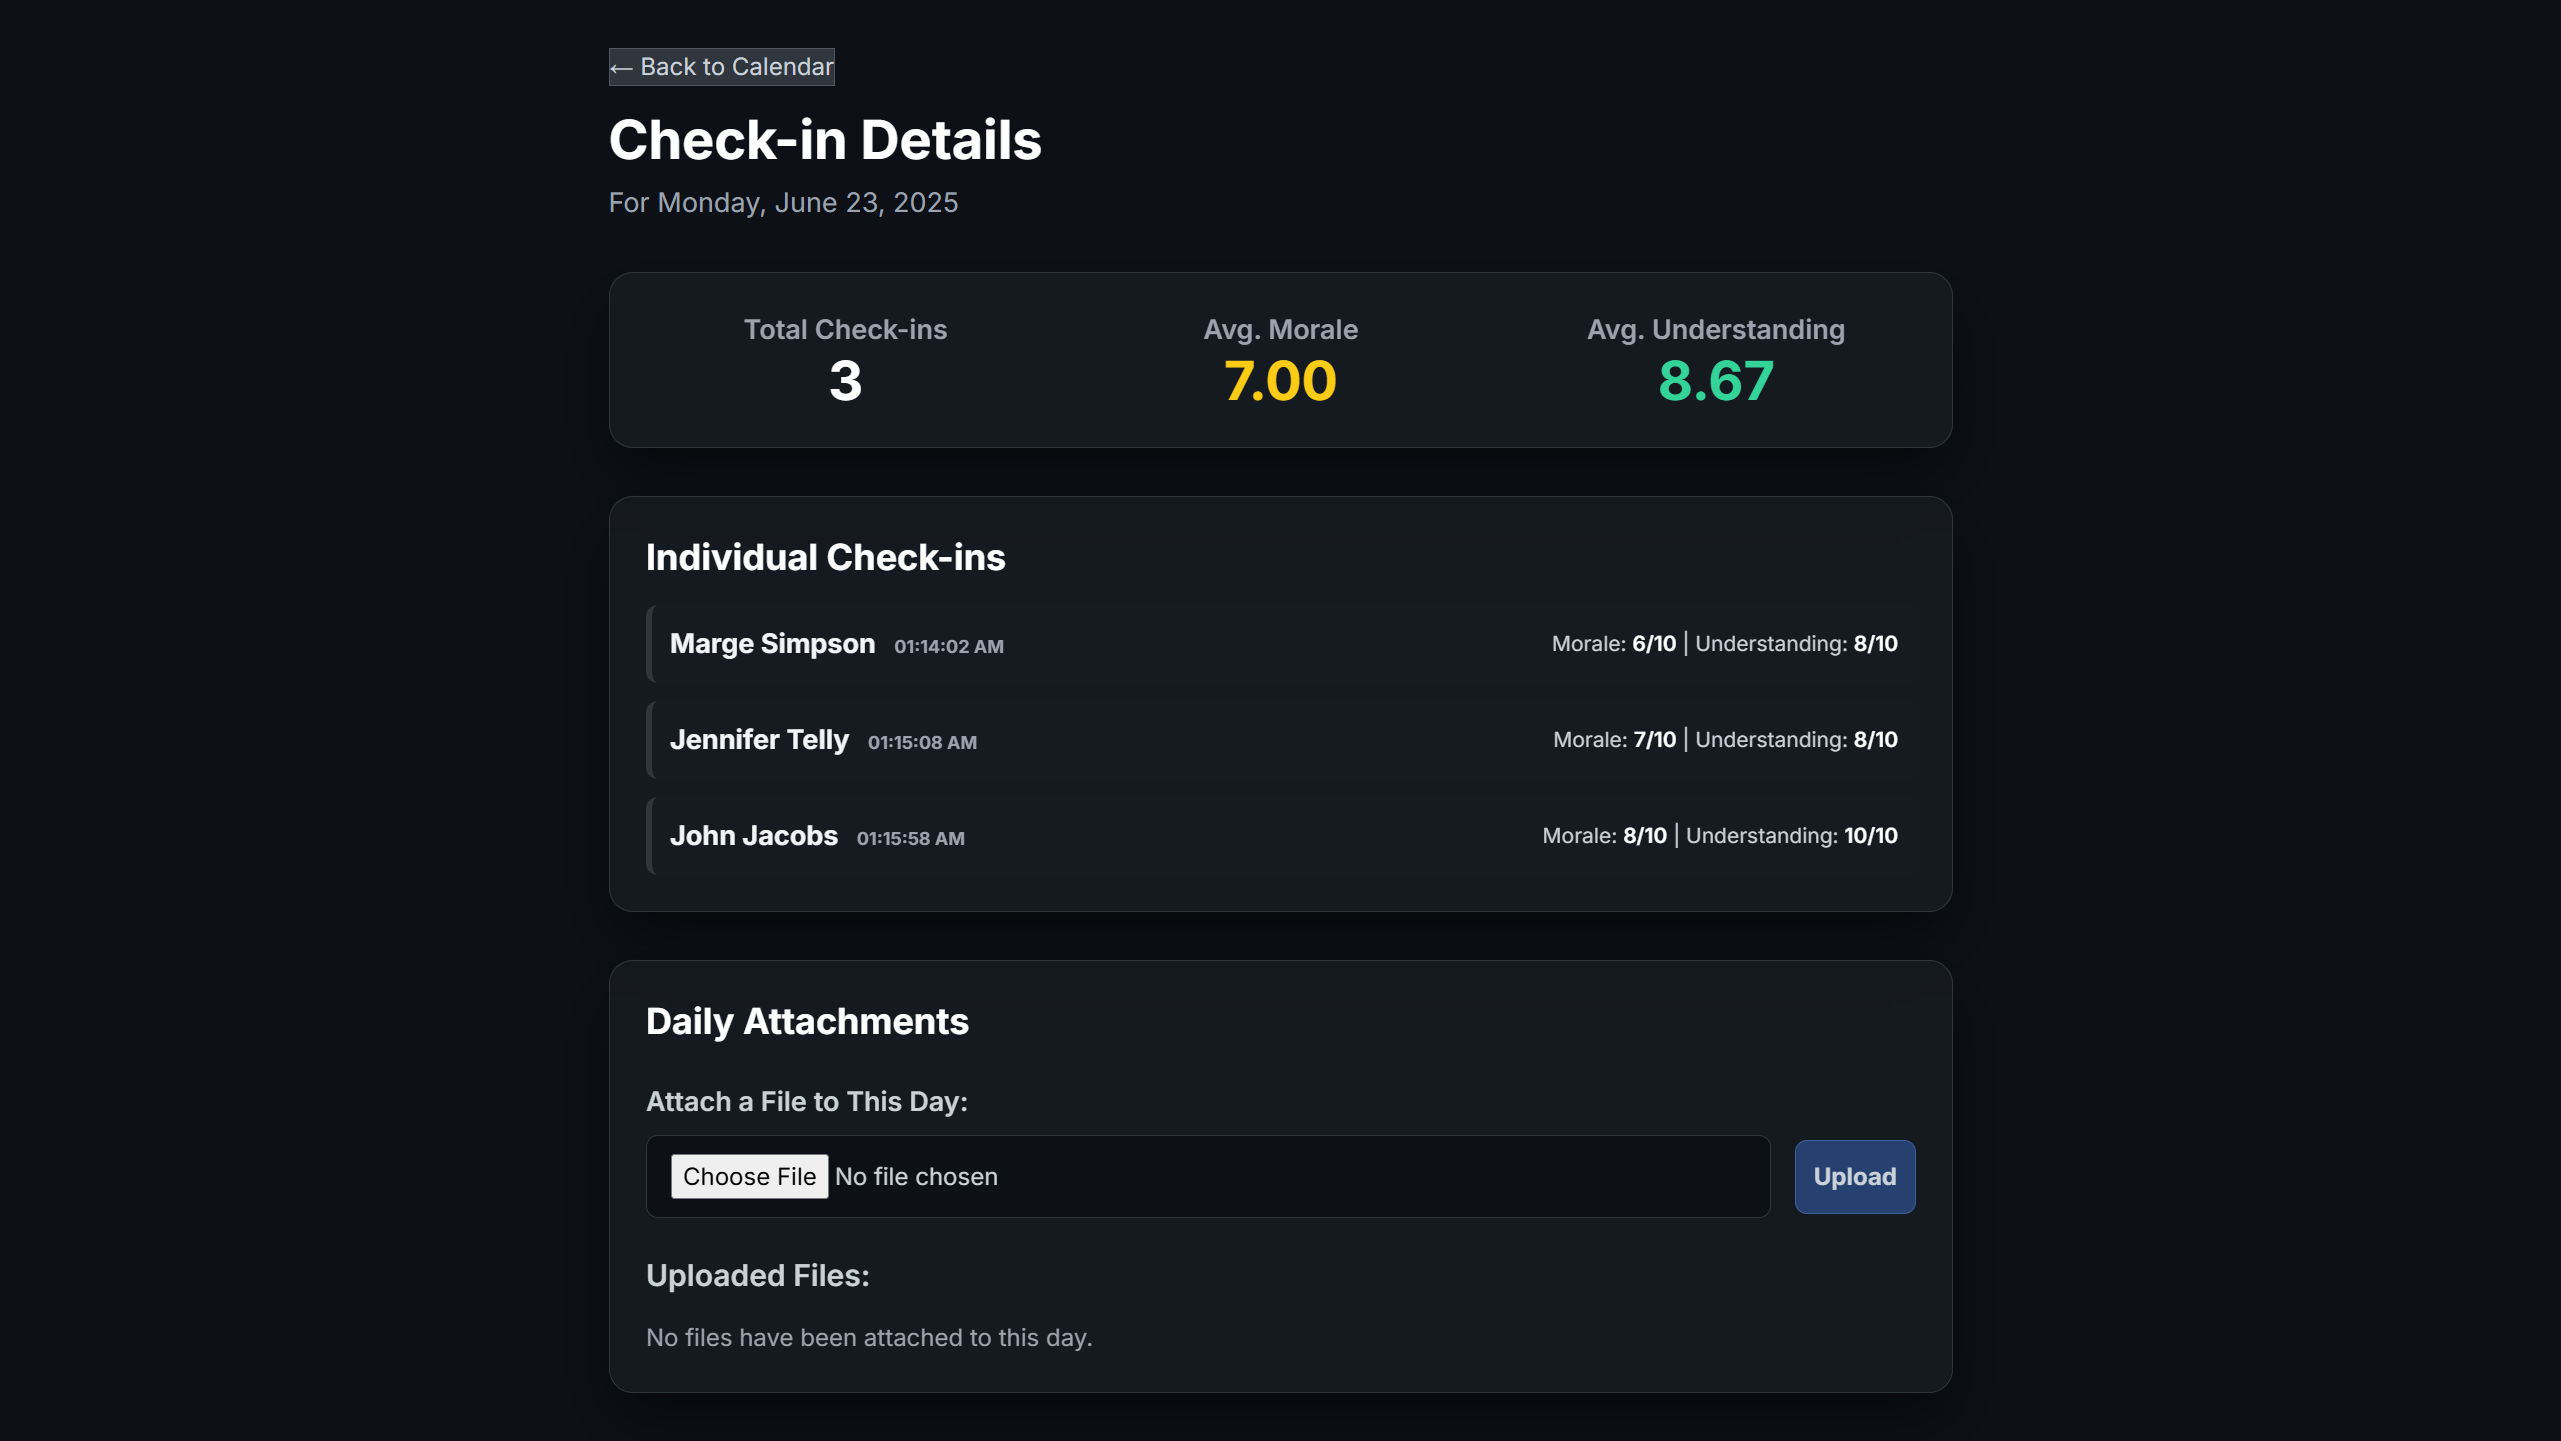 ← Back to Calendar
Check-in Details
For Monday, June 23, 2025
Total Check-ins
3
Avg. Morale
7.00
Avg. Understanding
8.67
Individual Check-ins
Marge Simpson 01:14:02 AM Morale: 6/10 | Understanding: 8/10
Jennifer Telly 01:15:08 AM Morale: 7/10 | Understanding: 8/10
John Jacobs 01:15:58 AM Morale: 8/10 | Understanding: 10/10
Daily Attachments
Attach a File to This Day:
Choose File No file chosen Upload
Uploaded Files:
No files have been attached to this day.